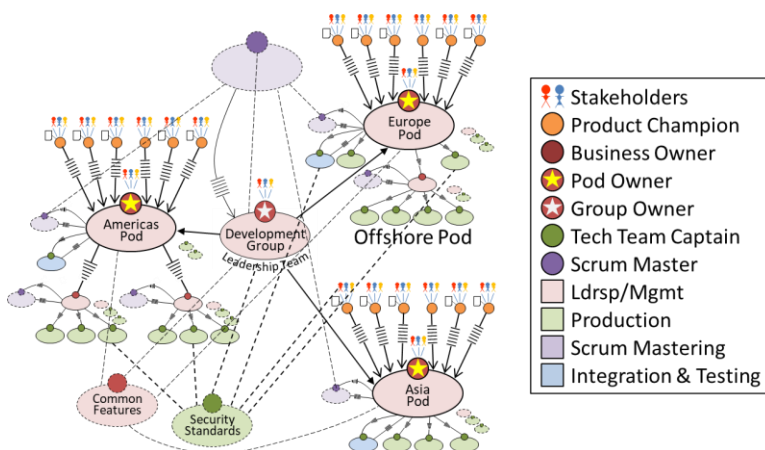 Europe
Pod
Americas
Pod
Development
Group
Leadership Team
Offshore Pod
Common
Features
Security
Standards
Asia
Pod
Stakeholders
Product Champion
Business Owner
Pod Owner
Group Owner
Tech Team Captain
Scrum Master
Ldrsp/Mgmt
Production
Scrum Mastering
Integration & Testing